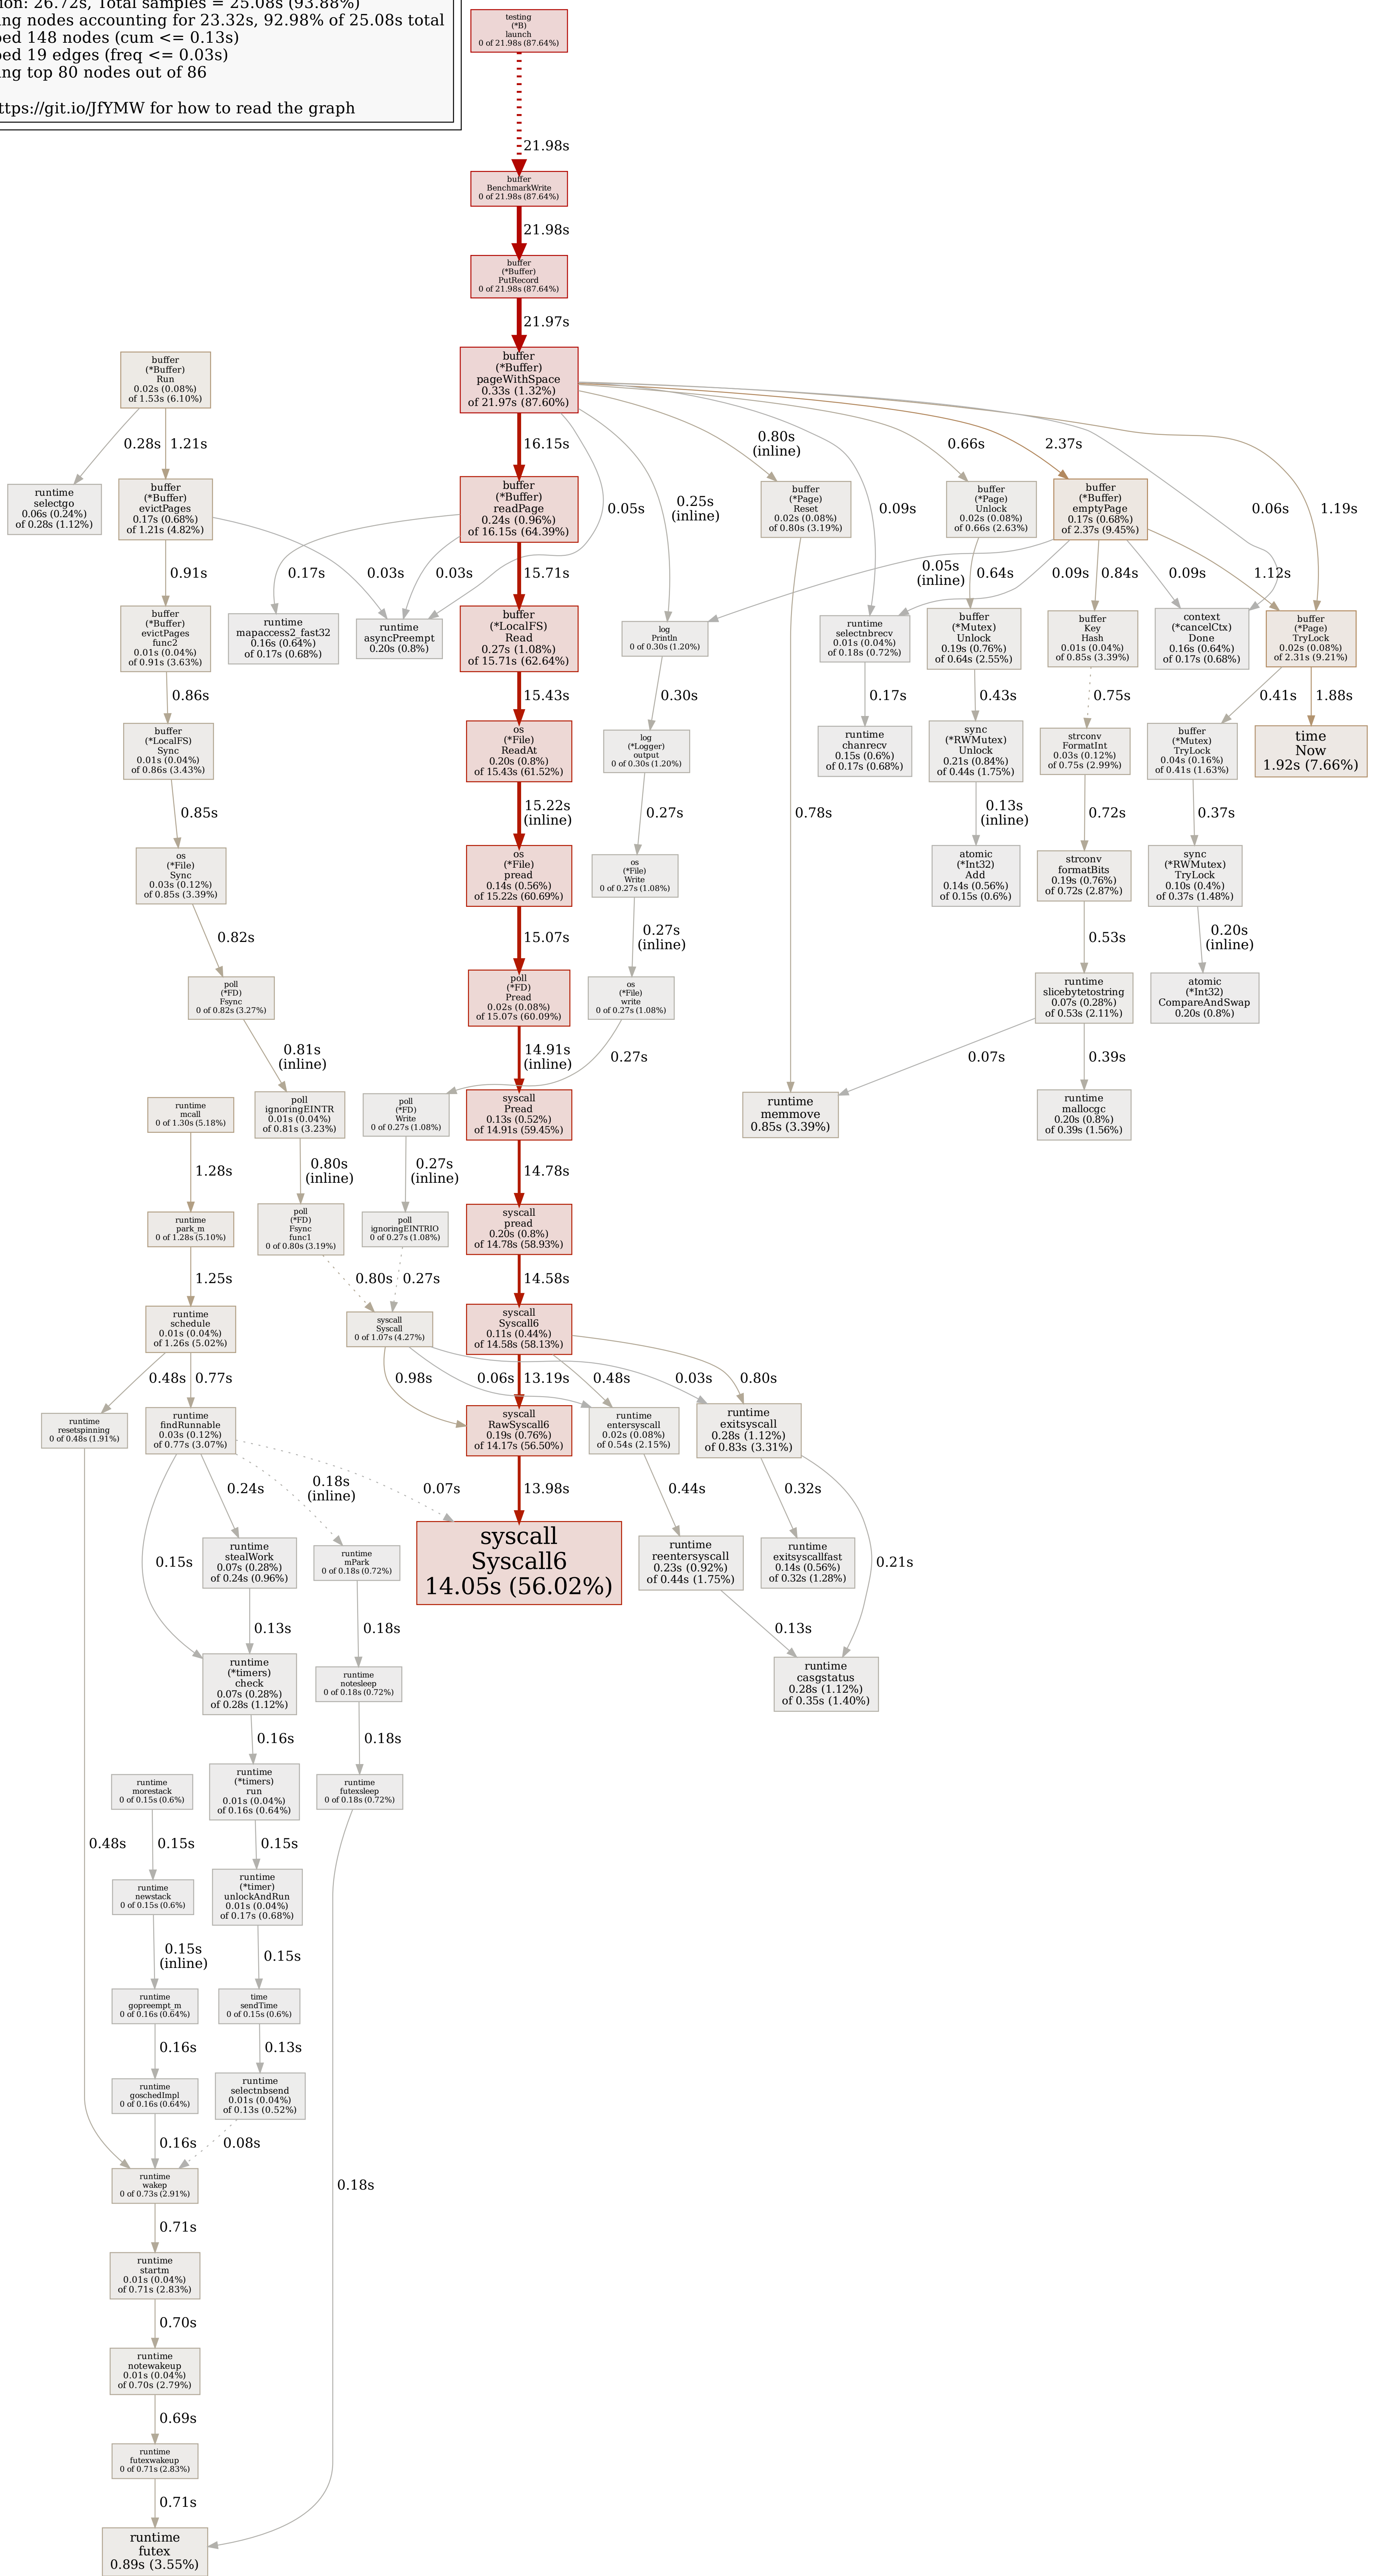 ion: 26.72s, Total samples = 25.08s (93.88%)
ng nodes accounting for 23.32s, 92.98% of 25.08s total
ed 148 nodes (cum <= 0.13s)
ed 19 edges (freq <= 0.03s)
ng top 80 nodes out of 86
ttps://git.io/JfYMW for how to read the graph
testing
(*B)
launch
0 of 21.98s (87.64%)
21.98s
buffer
BenchmarkWrite
0 of 21.98s (87.64%)
21.98s
buffer
(*Buffer)
PutRecord
0 of 21.98s (87.64%)
21.97s
buffer
(*Buffer)
Run
0.02s (0.08%)
of 1.53s (6.10%)
buffer
(*Buffer)
pageWithSpace
0.33s (1.32%)
of 21.97s (87.60%)
0.28s
1.21s
16.15s
0.05s
0.25s
(inline)
0.80s
(inline)
0.09s
0.66s
2.37s
0.06s
1.19s
runtime
selectgo
0.06s (0.24%)
of 0.28s (1.12%)
buffer
(*Buffer)
evictPages
0.17s (0.68%)
of 1.21s (4.82%)
buffer
(*Buffer)
readPage
0.24s (0.96%)
of 16.15s (64.39%)
buffer
(*Page)
Reset
0.02s (0.08%)
of 0.80s (3.19%)
buffer
(*Page)
Unlock
0.02s (0.08%)
of 0.66s (2.63%)
buffer
(*Buffer)
emptyPage
0.17s (0.68%)
of 2.37s (9.45%)
0.91s
0.17s
0.03s
0.03s
15.71s
0.05s
(inline)
0.64s
0.09s
0.84s
0.09s
1.12s
buffer
(*Buffer)
evictPages
func2
0.01s (0.04%)
of 0.91s (3.63%)
runtime
mapaccess2_fast32
0.16s (0.64%)
of 0.17s (0.68%)
runtime
asyncPreempt
0.20s (0.8%)
buffer
(*LocalFS)
Read
0.27s (1.08%)
of 15.71s (62.64%)
log
Println
0 of 0.30s (1.20%)
runtime
selectnbrecv
0.01s (0.04%)
of 0.18s (0.72%)
buffer
(*Mutex)
Unlock
0.19s (0.76%)
of 0.64s (2.55%)
buffer
Key
Hash
0.01s (0.04%)
of 0.85s (3.39%)
context
(*cancelCtx)
Done
0.16s (0.64%)
of 0.17s (0.68%)
buffer
(*Page)
TryLock
0.02s (0.08%)
of 2.31s (9.21%)
0.86s
15.43s
0.30s
0.17s
0.43s
0.75s
0.41s
1.88s
buffer
(*LocalFS)
Sync
0.01s (0.04%)
of 0.86s (3.43%)
os
(*File)
ReadAt
0.20s (0.8%)
of 15.43s (61.52%)
log
(*Logger)
output
0 of 0.30s (1.20%)
runtime
chanrecv
0.15s (0.6%)
of 0.17s (0.68%)
sync
(*RWMutex)
Unlock
0.21s (0.84%)
of 0.44s (1.75%)
strconv
FormatInt
0.03s (0.12%)
of 0.75s (2.99%)
buffer
(*Mutex)
TryLock
0.04s (0.16%)
of 0.41s (1.63%)
time
Now
1.92s (7.66%)
0.85s
15.22s
(inline)
0.27s
0.78s
0.13s
(inline)
0.72s
0.37s
os
(*File)
Sync
0.03s (0.12%)
of 0.85s (3.39%)
os
(*File)
pread
0.14s (0.56%)
of 15.22s (60.69%)
os
(*File)
Write
0 of 0.27s (1.08%)
atomic
(*Int32)
Add
0.14s (0.56%)
of 0.15s (0.6%)
strconv
formatBits
0.19s (0.76%)
of 0.72s (2.87%)
sync
(*RWMutex)
TryLock
0.10s (0.4%)
of 0.37s (1.48%)
0.82s
15.07s
0.27s
(inline)
0.53s
0.20s
(inline)
poll
(*FD)
Fsync
0 of 0.82s (3.27%)
poll
(*FD)
Pread
0.02s (0.08%)
of 15.07s (60.09%)
os
(*File)
write
0 of 0.27s (1.08%)
runtime
slicebytetostring
0.07s (0.28%)
of 0.53s (2.11%)
atomic
(*Int32)
CompareAndSwap
0.20s (0.8%)
0.81s
(inline)
14.91s
(inline)
0.27s
0.07s
0.39s
runtime
mcall
0 of 1.30s (5.18%)
poll
ignoringEINTR
0.01s (0.04%)
of 0.81s (3.23%)
poll
(*FD)
Write
0 of 0.27s (1.08%)
syscall
Pread
0.13s (0.52%)
of 14.91s (59.45%)
runtime
memmove
0.85s (3.39%)
runtime
mallocgc
0.20s (0.8%)
of 0.39s (1.56%)
1.28s
0.80s
(inline)
0.27s
(inline)
14.78s
runtime
park_m
0 of 1.28s (5.10%)
poll
(*FD)
Fsync
func1
0 of 0.80s (3.19%)
poll
ignoringEINTRIO
0 of 0.27s (1.08%)
syscall
pread
0.20s (0.8%)
of 14.78s (58.93%)
1.25s
0.80s
0.27s
14.58s
runtime
schedule
0.01s (0.04%)
of 1.26s (5.02%)
syscall
Syscall
0 of 1.07s (4.27%)
syscall
Syscall6
0.11s (0.44%)
of 14.58s (58.13%)
0.48s
0.77s
0.98s
0.06s
13.19s
0.48s
0.03s
0.80s
runtime
resetspinning
0 of 0.48s (1.91%)
runtime
findRunnable
0.03s (0.12%)
of 0.77s (3.07%)
syscall
RawSyscall6
0.19s (0.76%)
of 14.17s (56.50%)
runtime
entersyscall
0.02s (0.08%)
of 0.54s (2.15%)
runtime
exitsyscall
0.28s (1.12%)
of 0.83s (3.31%)
0.24s
0.18s
(inline)
0.07s
13.98s
0.44s
0.32s
0.15s
0.21s
runtime
stealWork
0.07s (0.28%)
of 0.24s (0.96%)
runtime
mPark
0 of 0.18s (0.72%)
syscall
Syscall6
14.05s (56.02%)
runtime
reentersyscall
0.23s (0.92%)
of 0.44s (1.75%)
runtime
exitsyscallfast
0.14s (0.56%)
of 0.32s (1.28%)
0.13s
0.18s
0.13s
runtime
(*timers)
check
0.07s (0.28%)
of 0.28s (1.12%)
runtime
notesleep
0 of 0.18s (0.72%)
runtime
casgstatus
0.28s (1.12%)
of 0.35s (1.40%)
0.16s
0.18s
runtime
morestack
0 of 0.15s (0.6%)
runtime
(*timers)
run
0.01s (0.04%)
of 0.16s (0.64%)
runtime
futexsleep
0 of 0.18s (0.72%)
0.48s
0.15s
0.15s
runtime
newstack
0 of 0.15s (0.6%)
runtime
(*timer)
unlockAndRun
0.01s (0.04%)
of 0.17s (0.68%)
0.15s
(inline)
0.15s
runtime
gopreempt_m
0 of 0.16s (0.64%)
time
sendTime
0 of 0.15s (0.6%)
0.16s
0.13s
runtime
goschedImpl
0 of 0.16s (0.64%)
runtime
selectnbsend
0.01s (0.04%)
of 0.13s (0.52%)
0.16s
0.08s
0.18s
runtime
wakep
0 of 0.73s (2.91%)
0.71s
runtime
startm
0.01s (0.04%)
of 0.71s (2.83%)
0.70s
runtime
notewakeup
0.01s (0.04%)
of 0.70s (2.79%)
0.69s
runtime
futexwakeup
0 of 0.71s (2.83%)
0.71s
runtime
futex
0.89s (3.55%)